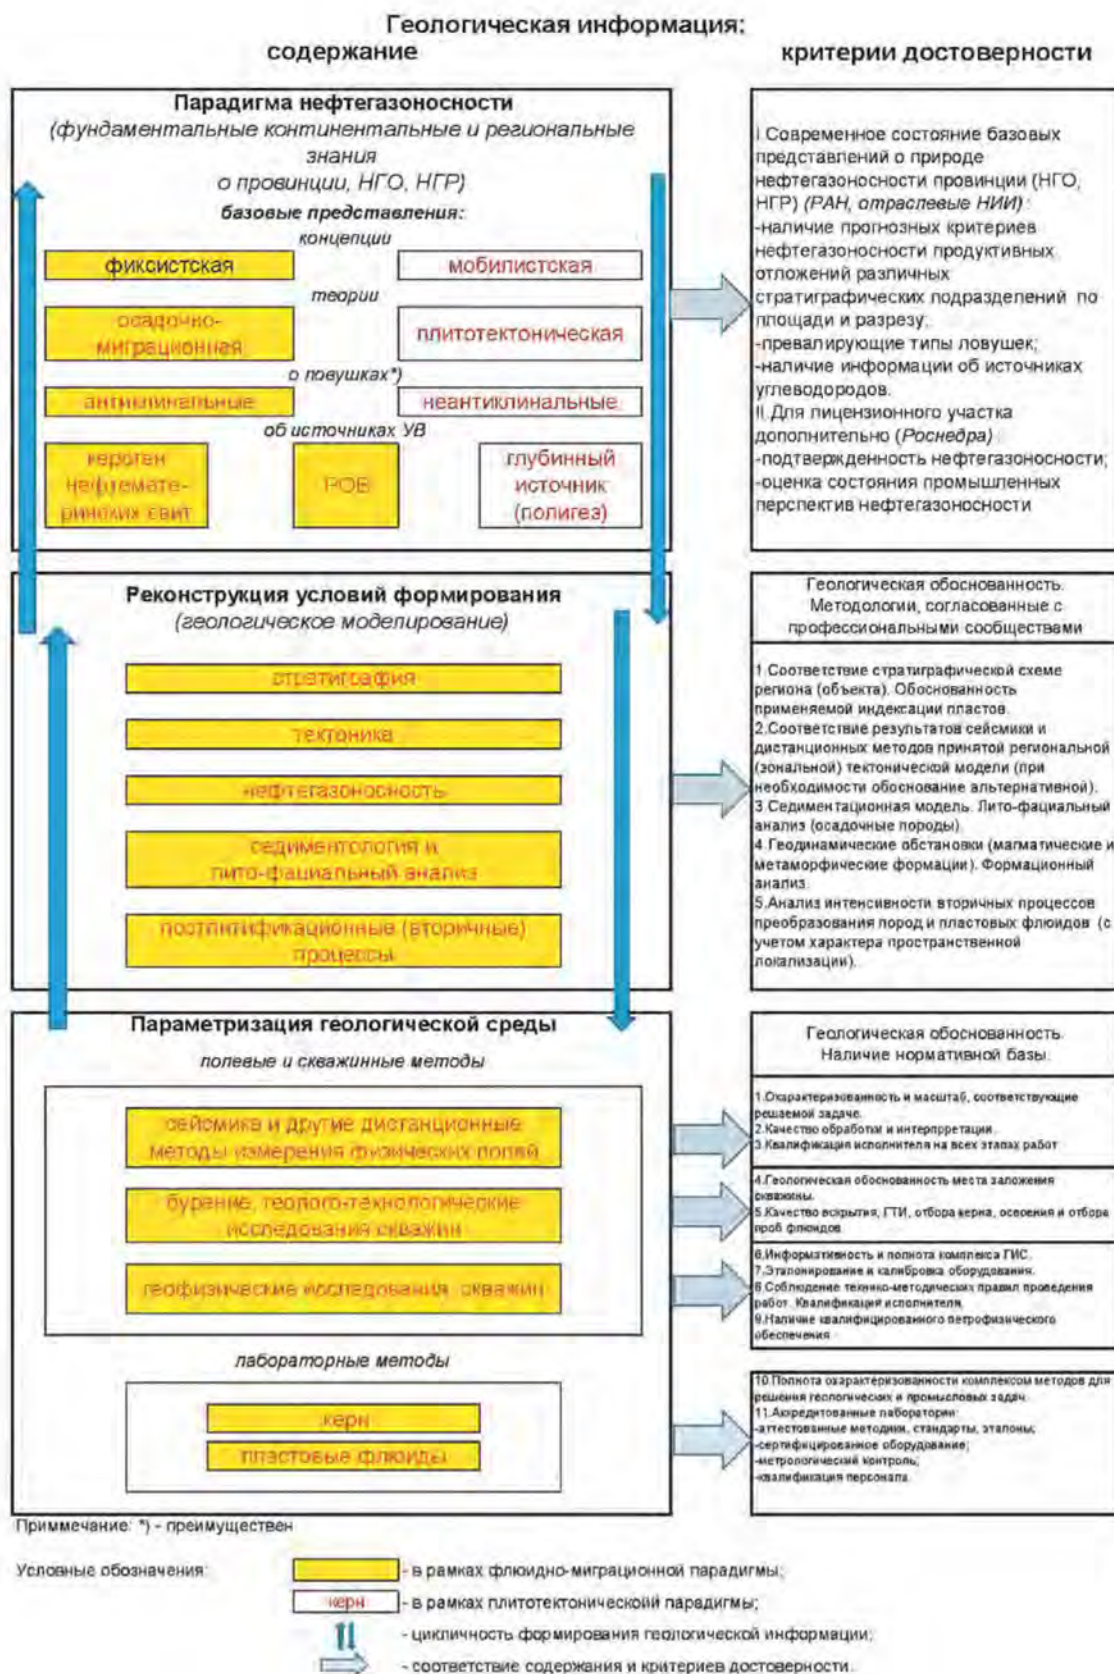 Геологическая информация:
содержание
критерии достоверности
Парадигма нефтегазоносности
(фундаментальные континентальные и региональные
знания
о провинции, НГО, НГР)
базовые представления:
концепции
фиксистская
мобилистская
теории
осадочно-
миграционная
плитотектоническая
о ловушках*)
антиклинальные
неантиклинальные
об источниках УВ
кероген
нефтемате-
ринских свит
РОВ
глубинный
источник
(полигез)
I.Современное состояние базовых
представлений о природе
нефтегазоносности провинции (НГО,
НГР) (РАН, отраслевые НИИ):
-наличие прогнозных критериев
нефтегазоносности продуктивных
отложений различных
стратиграфических подразделений по
площади и разрезу;
-превалирующие типы ловушек;
-наличие информации об источниках
углеводородов.
II.Для лицензионного участка
дополнительно (Роснедра)
-подтвержденность нефтегазоносности;
-оценка состояния промышленных
перспектив нефтегазоносности
Реконструкция условий формирования
(геологическое моделирование)
стратиграфия
тектоника
нефтегазоносность
седиментология и
лито-фациальный анализ
постлитификационные (вторичные)
процессы
Геологическая обоснованность.
Методологии, согласованные с
профессиональными сообществами
1.Соответствие стратиграфической схеме
региона (объекта). Обоснованность
применяемой индексации пластов.
2.Соответствие результатов сейсмики и
дистанционных методов принятой региональной
(зональной) тектонической модели (при
необходимости обоснование альтернативной).
3.Седиментационная модель. Лито-фациальный
анализ (осадочные породы).
4.Геодинамические обстановки (магматические и
метаморфические формации). Формационный
анализ.
5.Анализ интенсивности вторичных процессов
преобразования пород и пластовых флюидов (с
учетом характера пространственной
локализации).
Параметризация геологической среды
полевые и скважинные методы
сейсмика и другие дистанционные
методы измерения физических полей
бурение, геолого-технологические
исследования скважин
геофизические исследования скважин
лабораторные методы
керн
пластовые флюиды
Геологическая обоснованность.
Наличие нормативной базы.
1.Охарактеризованность и масштаб, соответствующие
решаемой задаче.
2.Качество обработки и интерпрретации.
3.Квалификация исполнителя на всех этапах работ
4.Геологическая обоснованность места заложения
скважины.
5.Качество вскрытия, ГТИ, отбора керна, освоения и отбора
проб флюидов.
6.Информативность и полнота комплекса ГИС.
7.Эталонирование и калибровка оборудования.
8.Соблюдение технико-методических правил проведения
работ. Квалификация исполнителя.
9.Наличие квалифицированного петрофизического
обеспечения
10.Полнота охарактеризованности комплексом методов для
решения геологических и промысловых задач.
11.Аккредитованные лаборатории:
-аттестованные методики, стандарты, эталоны;
-сертифицированное оборудование;
-метрологический контроль;
-квалификация персонала.
Приммечание: *) - преимуществен
Условные обозначения:
- в рамках флюидно-миграционной парадигмы;
керн - в рамках плитотектоническоий парадигмы;
- цикличность формирования геологической информации;
- соответствие содержания и критериев достоверности.